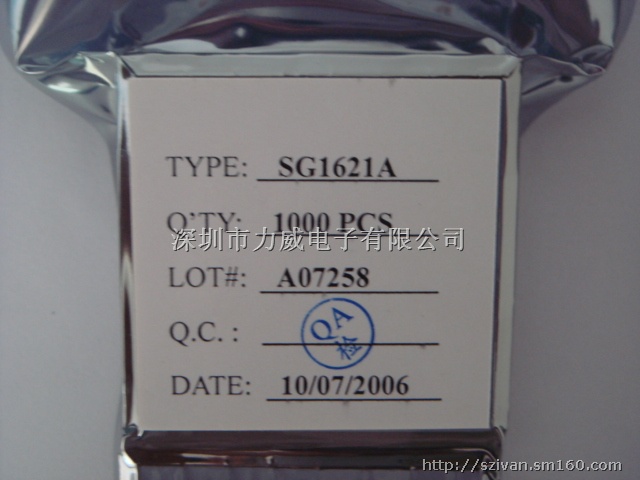 TYPE: SG1621A
Q'TY: 1000 PCS
深圳市力威电子有限公司
LOT#: A07258
Q.C. : QA
检
DATE: 10/07/2006
http://szivan.sm160.com